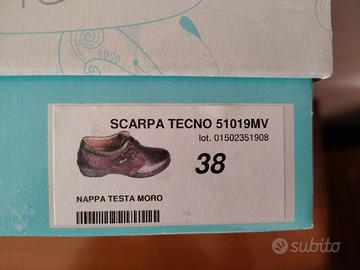 SCARPA TECNO 51019MV
lot. 01502351908
38
NAPPA TESTA MORO
subito